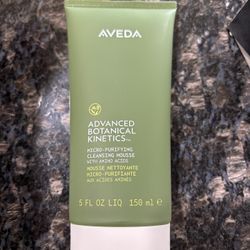 AVEDA
ADVANCED
BOTANICAL
KINETICS™
MICRO-PURIFYING
CLEANSING MOUSSE
WITH AMINO ACIDS
MOUSSE NETTOYANTE
MICRO-PURIFIANTE
AUX ACIDES AMINÉS
5 FL OZ LIQ 150 ml e